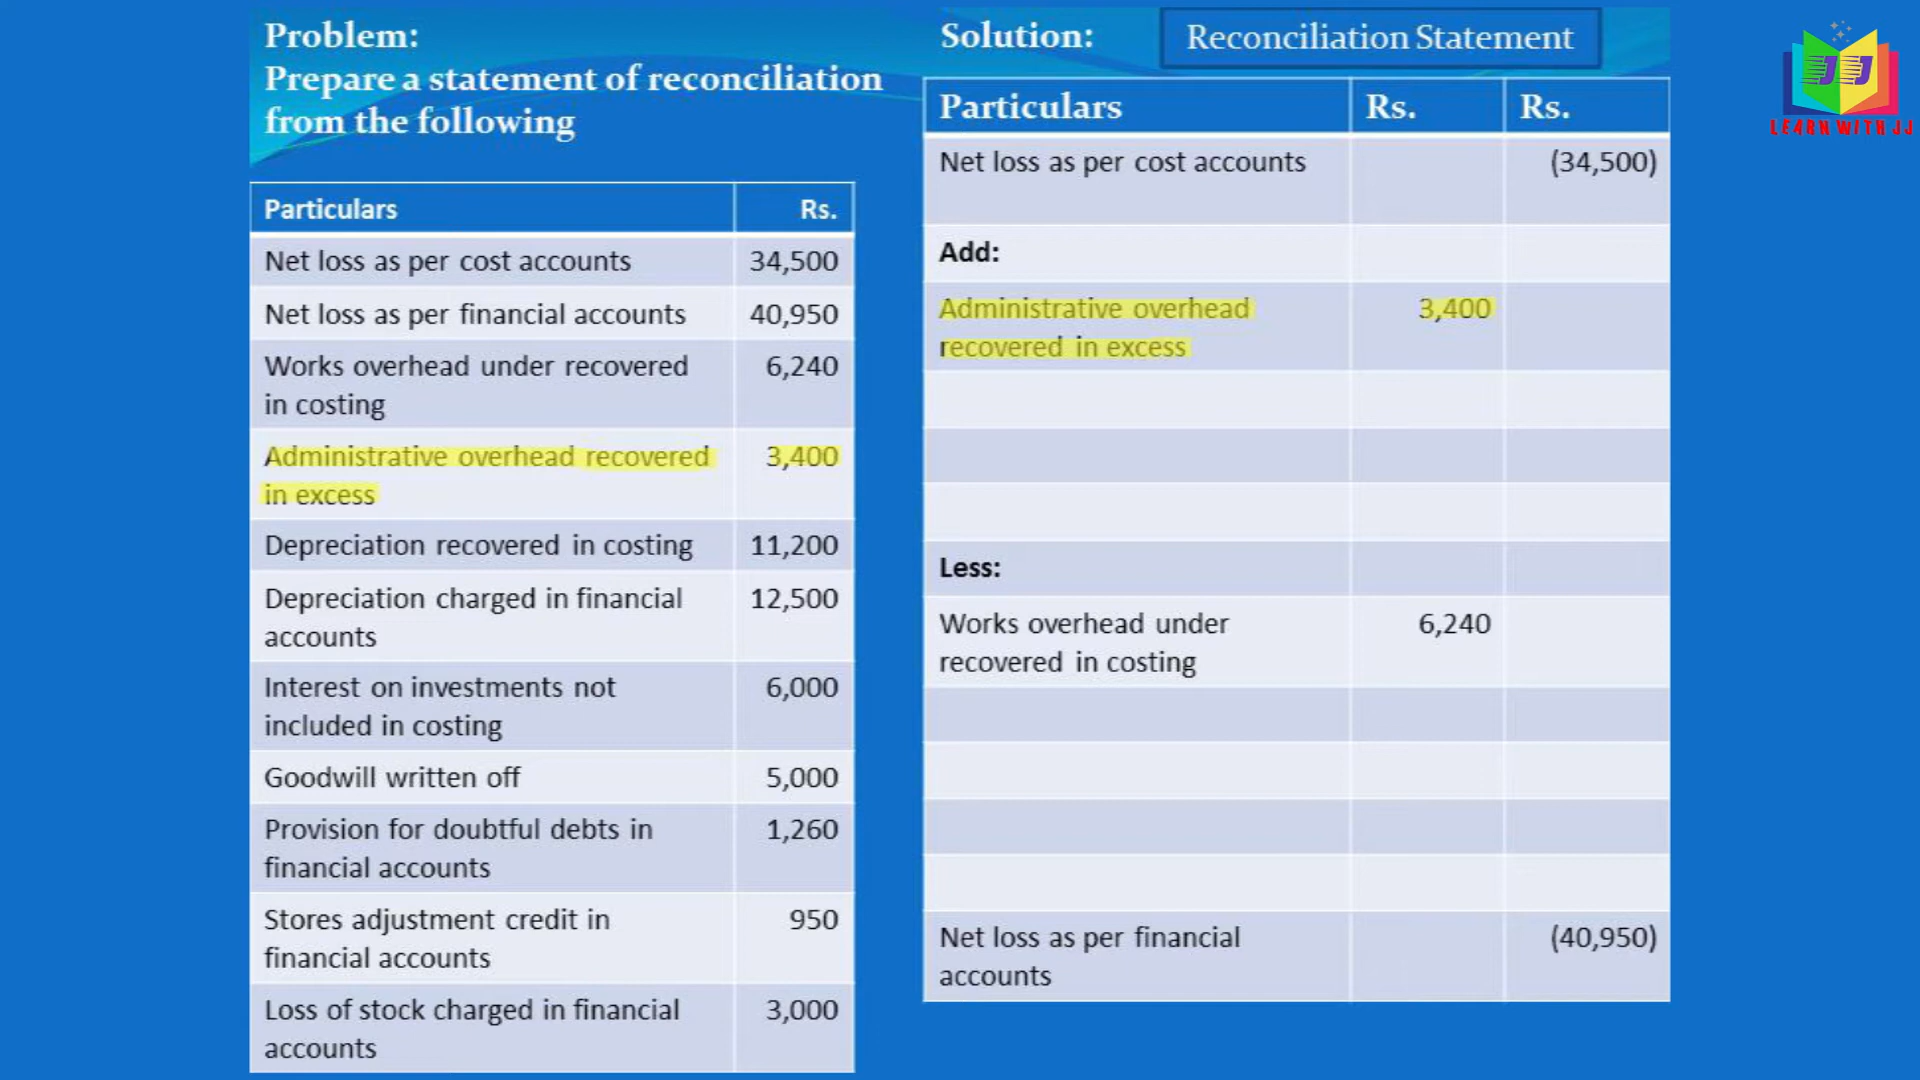 Problem:
Prepare a statement of reconciliation
from the following
Particulars Rs.
Net loss as per cost accounts 34,500
Net loss as per financial accounts 40,950
Works overhead under recovered 6,240
in costing
Administrative overhead recovered 3,400
in excess
Depreciation recovered in costing 11,200
Depreciation charged in financial 12,500
accounts
Interest on investments not 6,000
included in costing
Goodwill written off 5,000
Provision for doubtful debts in 1,260
financial accounts
Stores adjustment credit in 950
financial accounts
Loss of stock charged in financial 3,000
accounts
Solution: Reconciliation Statement
Particulars Rs. Rs.
Net loss as per cost accounts (34,500)
Add:
Administrative overhead 3,400
recovered in excess
Less:
Works overhead under 6,240
recovered in costing
Net loss as per financial (40,950)
accounts
JJ
LEARN WITH JJ